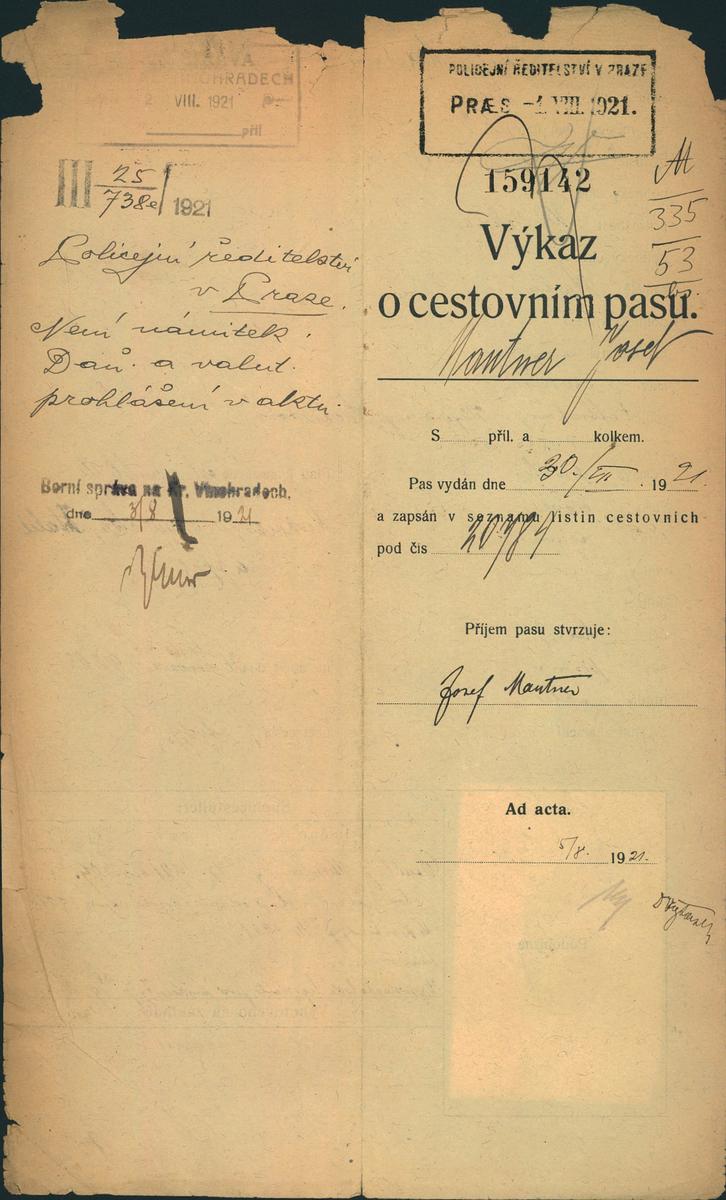 VINOHRADECH
2 VIII. 1921
příl
III 25/738e/1921
Policejní ředitelství
v Praze.
Není námitek.
Daň. a valut.
prohlášení v aktu.
Berní správa na Kr. Vinohradech.
dne 3/8 1921
POLICEJNÍ ŘEDITELSTVÍ V PRAZE
PRÆS -4. VIII. 1921.
159142
M
335
53
Výkaz
o cestovním pasu.
Mautner Josef
S příl. a kolkem.
Pas vydán dne 30./VII. 1921.
a zapsán v seznamu listin cestovních
pod čís 20784
Příjem pasu stvrzuje:
Josef Mautner
Ad acta.
5/8. 1921.